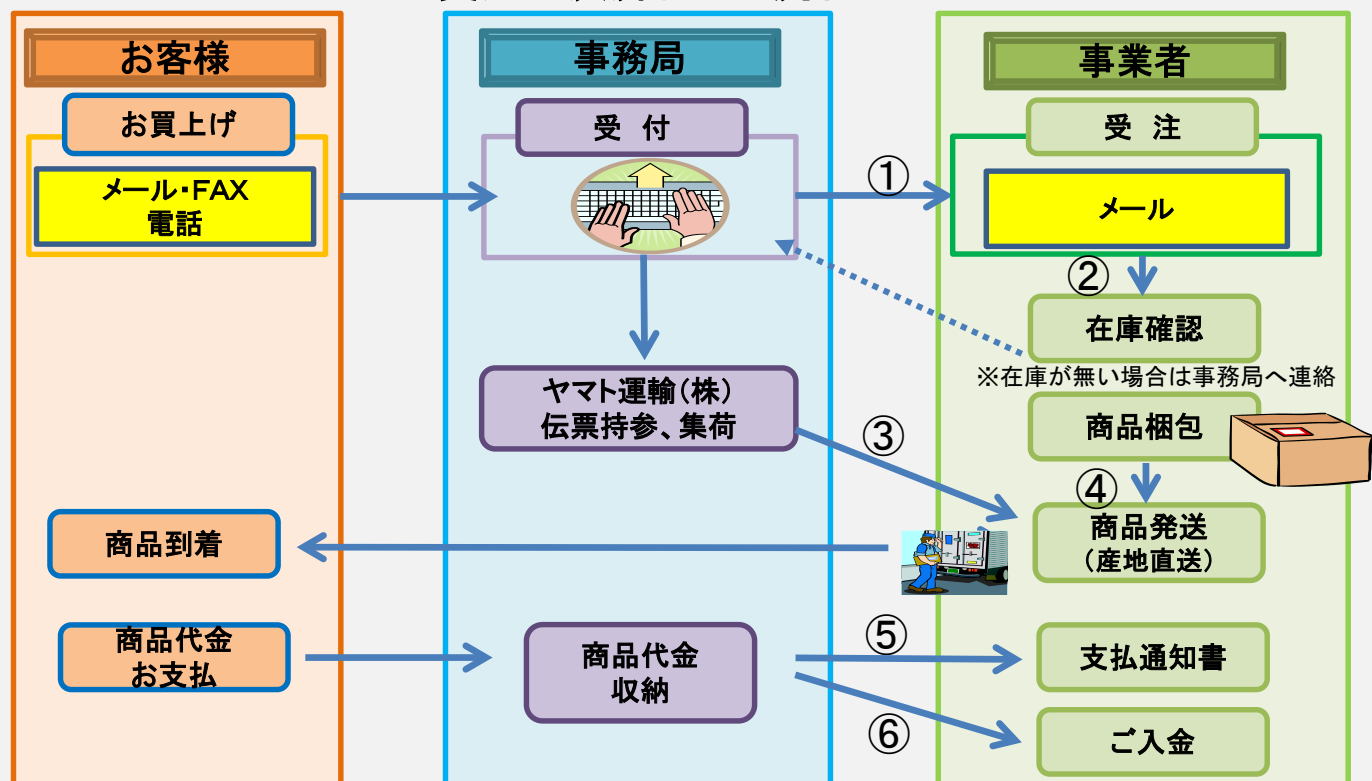 お客様
お買上げ
メール・FAX
電話
商品到着
商品代金
お支払
事務局
受 付
ヤマト運輸(株)
伝票持参、集荷
商品代金
収納
①
②
③
④
⑤
⑥
事業者
受 注
メール
在庫確認
※在庫が無い場合は事務局へ連絡
商品梱包
商品発送
(産地直送)
支払通知書
ご入金